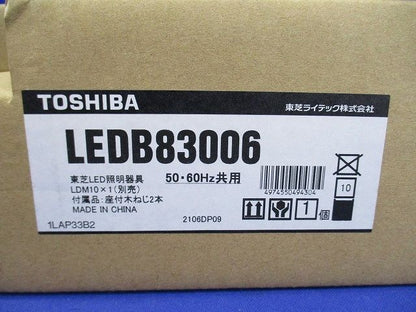 TOSHIBA
東芝ライテック株式会社
LEDB83006
東芝LED照明器具 50・60Hz共用
LDM10×1(別売)
付属品:座付木ねじ2本
MADE IN CHINA
4974550494304
10
1個
2106DP09
1LAP33B2